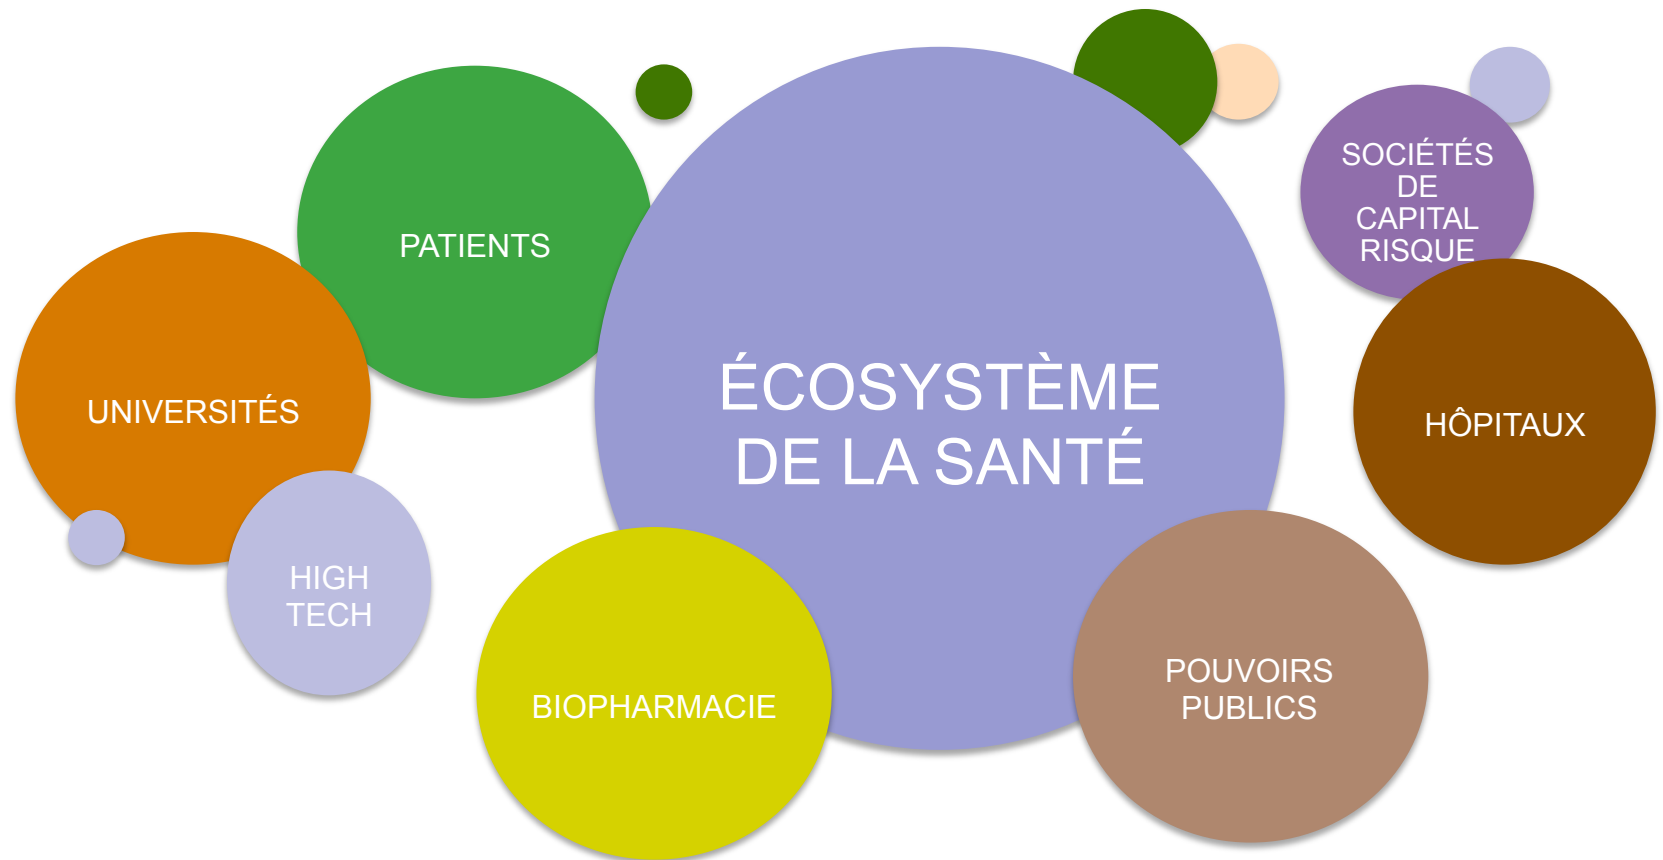 PATIENTS
UNIVERSITÉS
HIGH
TECH
BIOPHARMACIE
ÉCOSYSTÈME
DE LA SANTÉ
POUVOIRS
PUBLICS
SOCIÉTÉS
DE
CAPITAL
RISQUE
HÔPITAUX